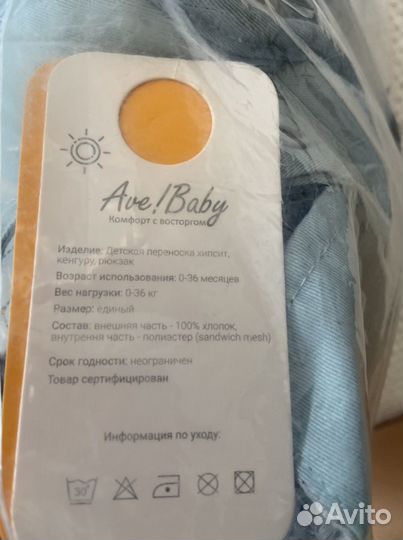 Ave!Baby
Комфорт с восторгом
Изделие: Детская переноска хипсит,
кенгуру, рюкзак
Возраст использования: 0-36 месяцев
Вес нагрузки: 0-36 кг
Размер: единый
Состав: внешняя часть - 100% хлопок,
внутрення часть - полиастер (sandwich mesh)
Срок годности: неограничен
Товар сертифицирован
Информация по уходу:
30°
Avito